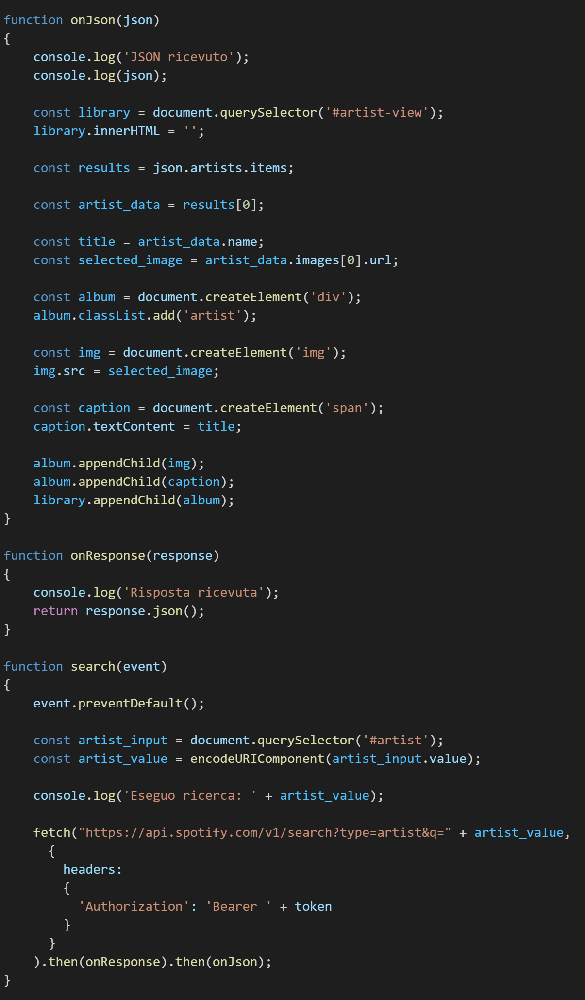 function onJson(json)
{
    console.log('JSON ricevuto');
    console.log(json);

    const library = document.querySelector('#artist-view');
    library.innerHTML = '';

    const results = json.artists.items;

    const artist_data = results[0];

    const title = artist_data.name;
    const selected_image = artist_data.images[0].url;

    const album = document.createElement('div');
    album.classList.add('artist');

    const img = document.createElement('img');
    img.src = selected_image;

    const caption = document.createElement('span');
    caption.textContent = title;

    album.appendChild(img);
    album.appendChild(caption);
    library.appendChild(album);
}

function onResponse(response)
{
    console.log('Risposta ricevuta');
    return response.json();
}

function search(event)
{
    event.preventDefault();

    const artist_input = document.querySelector('#artist');
    const artist_value = encodeURIComponent(artist_input.value);

    console.log('Eseguo ricerca: ' + artist_value);

    fetch("https://api.spotify.com/v1/search?type=artist&q=" + artist_value,
      {
        headers:
        {
          'Authorization': 'Bearer ' + token
        }
      }
    ).then(onResponse).then(onJson);
}